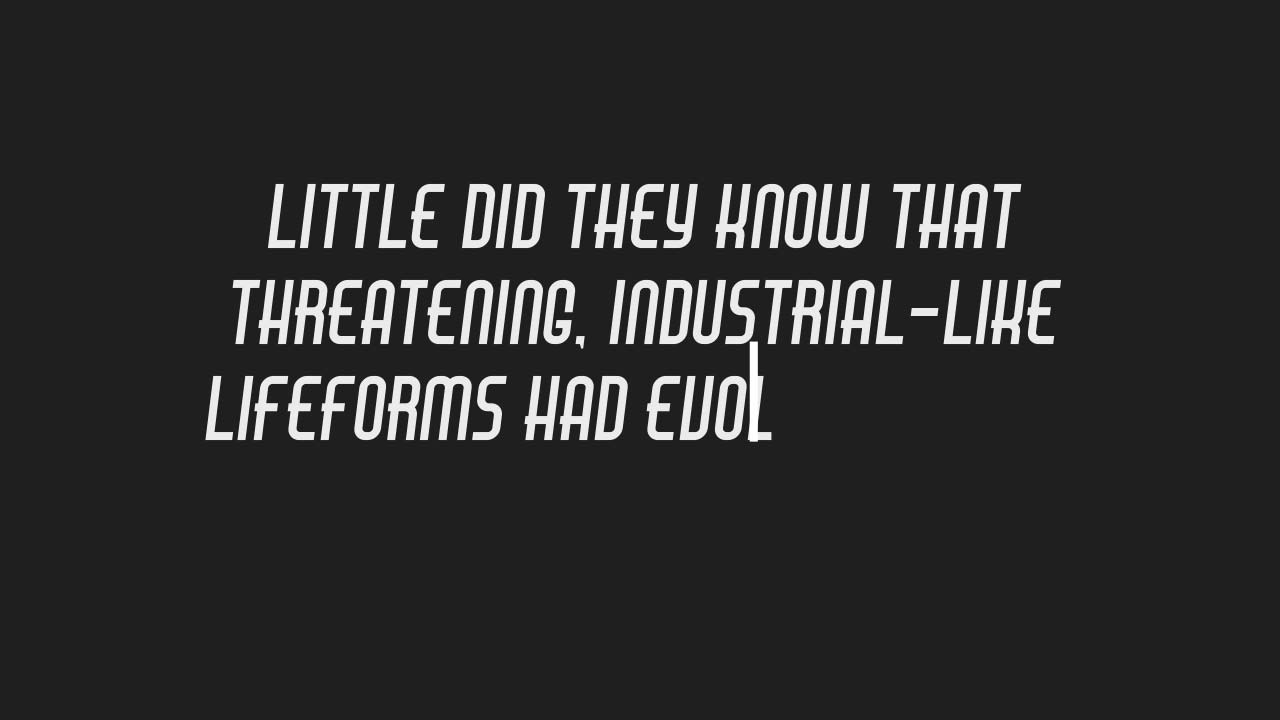 LITTLE DID THEY KNOW THAT
THREATENING, INDUSTRIAL-LIKE
LIFEFORMS HAD EVOL